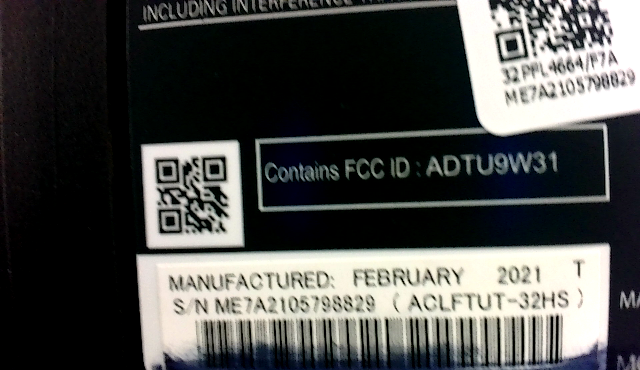 INCLUDING INTERFERENCE
32PFL4664/F7A
ME7A2105798829
Contains FCC ID : ADTU9W31
MANUFACTURED: FEBRUARY 2021 T
S/N ME7A2105798829 ( ACLFTUT-32HS )